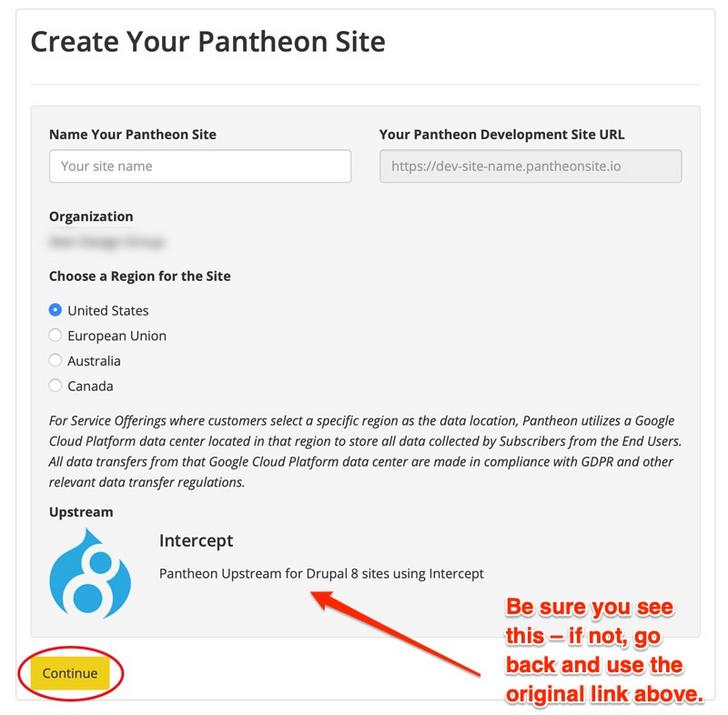 Create Your Pantheon Site
Name Your Pantheon Site
Your Pantheon Development Site URL
Your site name
https://dev-site-name.pantheonsite.io
Organization
Choose a Region for the Site
United States
European Union
Australia
Canada
For Service Offerings where customers select a specific region as the data location, Pantheon utilizes a Google
Cloud Platform data center located in that region to store all data collected by Subscribers from the End Users.
All data transfers from that Google Cloud Platform data center are made in compliance with GDPR and other
relevant data transfer regulations.
Upstream
Intercept
Pantheon Upstream for Drupal 8 sites using Intercept
Be sure you see
this – if not, go
back and use the
original link above.
Continue